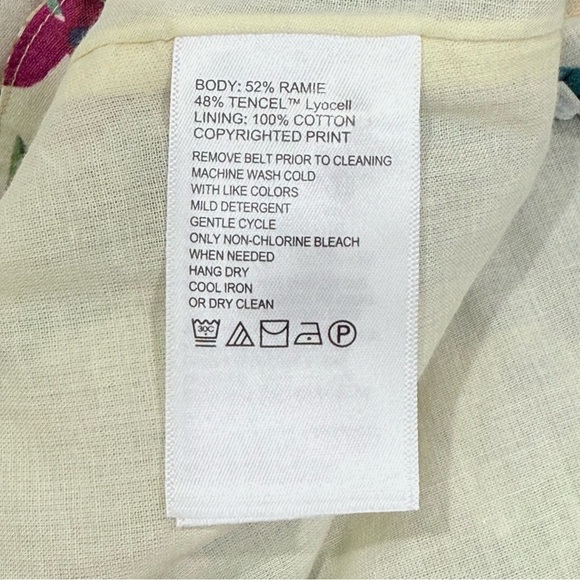 BODY: 52% RAMIE
48% TENCEL™ Lyocell
LINING: 100% COTTON
COPYRIGHTED PRINT
REMOVE BELT PRIOR TO CLEANING
MACHINE WASH COLD
WITH LIKE COLORS
MILD DETERGENT
GENTLE CYCLE
ONLY NON-CHLORINE BLEACH
WHEN NEEDED
HANG DRY
COOL IRON
OR DRY CLEAN
30C P